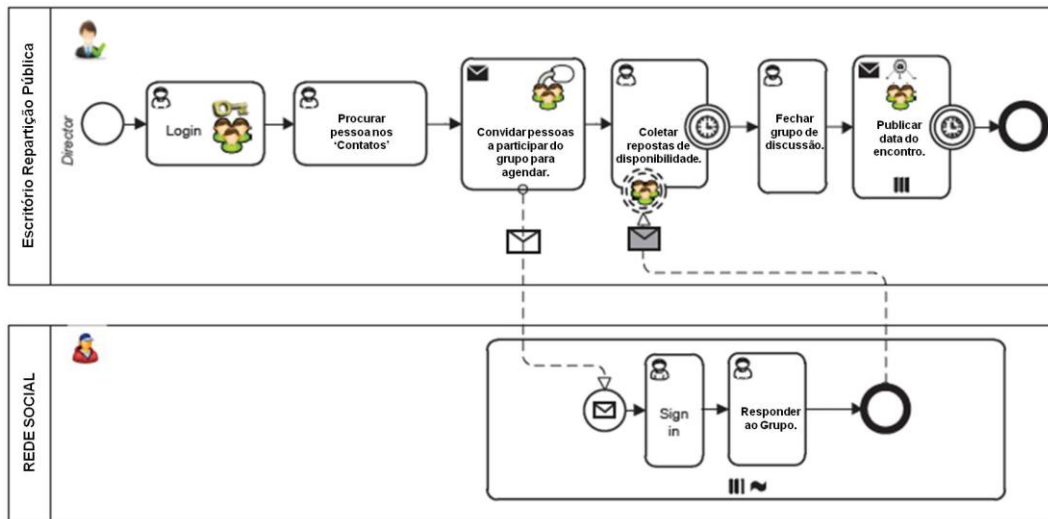 Escritório Repartição Pública
Director
Login
Procurar
pessoa nos
'Contatos'
Convidar pessoas
a participar do
grupo para
agendar.
Coletar
repostas de
disponibilidade.
Fechar
grupo de
discussão.
Publicar
data do
encontro.
REDE SOCIAL
Sign
in
Responder
ao Grupo.